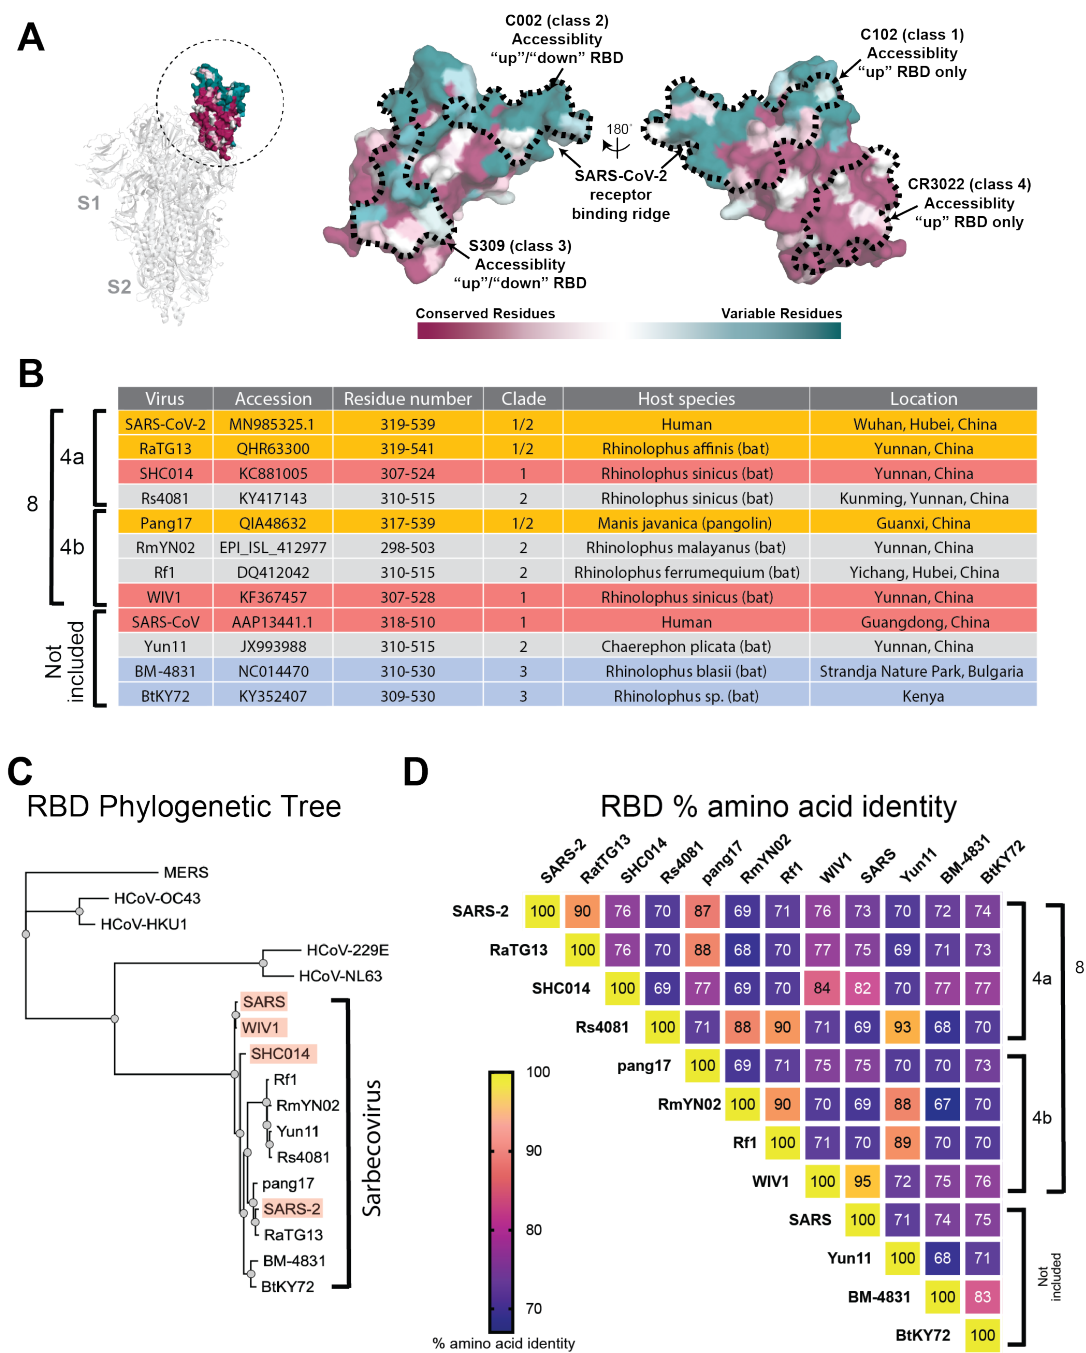 A
C002 (class 2)
Accessiblity
“up”/“down” RBD
C102 (class 1)
Accessiblity
“up” RBD only
180°
SARS-CoV-2
receptor
binding ridge
CR3022 (class 4)
Accessiblity
“up” RBD only
S309 (class 3)
Accessiblity
“up”/“down” RBD
S1
S2
Conserved Residues Variable Residues
B
Virus Accession Residue number Clade Host species Location
SARS-CoV-2 MN985325.1 319-539 1/2 Human Wuhan, Hubei, China
RaTG13 QHR63300 319-541 1/2 Rhinolophus affinis (bat) Yunnan, China
SHC014 KC881005 307-524 1 Rhinolophus sinicus (bat) Yunnan, China
Rs4081 KY417143 310-515 2 Rhinolophus sinicus (bat) Kunming, Yunnan, China
Pang17 QIA48632 317-539 1/2 Manis javanica (pangolin) Guanxi, China
RmYN02 EPI_ISL_412977 298-503 2 Rhinolophus malayanus (bat) Yunnan, China
Rf1 DQ412042 310-515 2 Rhinolophus ferrumequium (bat) Yichang, Hubei, China
WIV1 KF367457 307-528 1 Rhinolophus sinicus (bat) Yunnan, China
SARS-CoV AAP13441.1 318-510 1 Human Guangdong, China
Yun11 JX993988 310-515 2 Chaerephon plicata (bat) Yunnan, China
BM-4831 NC014470 310-530 3 Rhinolophus blasii (bat) Strandja Nature Park, Bulgaria
BtKY72 KY352407 309-530 3 Rhinolophus sp. (bat) Kenya
8
4a
4b
Not
included
C
RBD Phylogenetic Tree
MERS
HCoV-OC43
HCoV-HKU1
HCoV-229E
HCoV-NL63
SARS
WIV1
SHC014
Rf1
RmYN02
Yun11
Rs4081
pang17
SARS-2
RaTG13
BM-4831
BtKY72
Sarbecovirus
D
RBD % amino acid identity
SARS-2 RatTG13 SHC014 Rs4081 pang17 RmYN02 Rf1 WIV1 SARS Yun11 BM-4831 BtKY72
SARS-2 100 90 76 70 87 69 71 76 73 70 72 74
RaTG13 100 76 70 88 68 70 77 75 69 71 73
SHC014 100 69 77 69 70 84 82 70 77 77
Rs4081 100 71 88 90 71 69 93 68 70
pang17 100 69 71 75 75 70 70 73
RmYN02 100 90 70 69 88 67 70
Rf1 100 71 70 89 70 70
WIV1 100 95 72 75 76
SARS 100 71 74 75
Yun11 100 68 71
BM-4831 100 83
BtKY72 100
4a
8
4b
Not
included
100
90
80
70
% amino acid identity